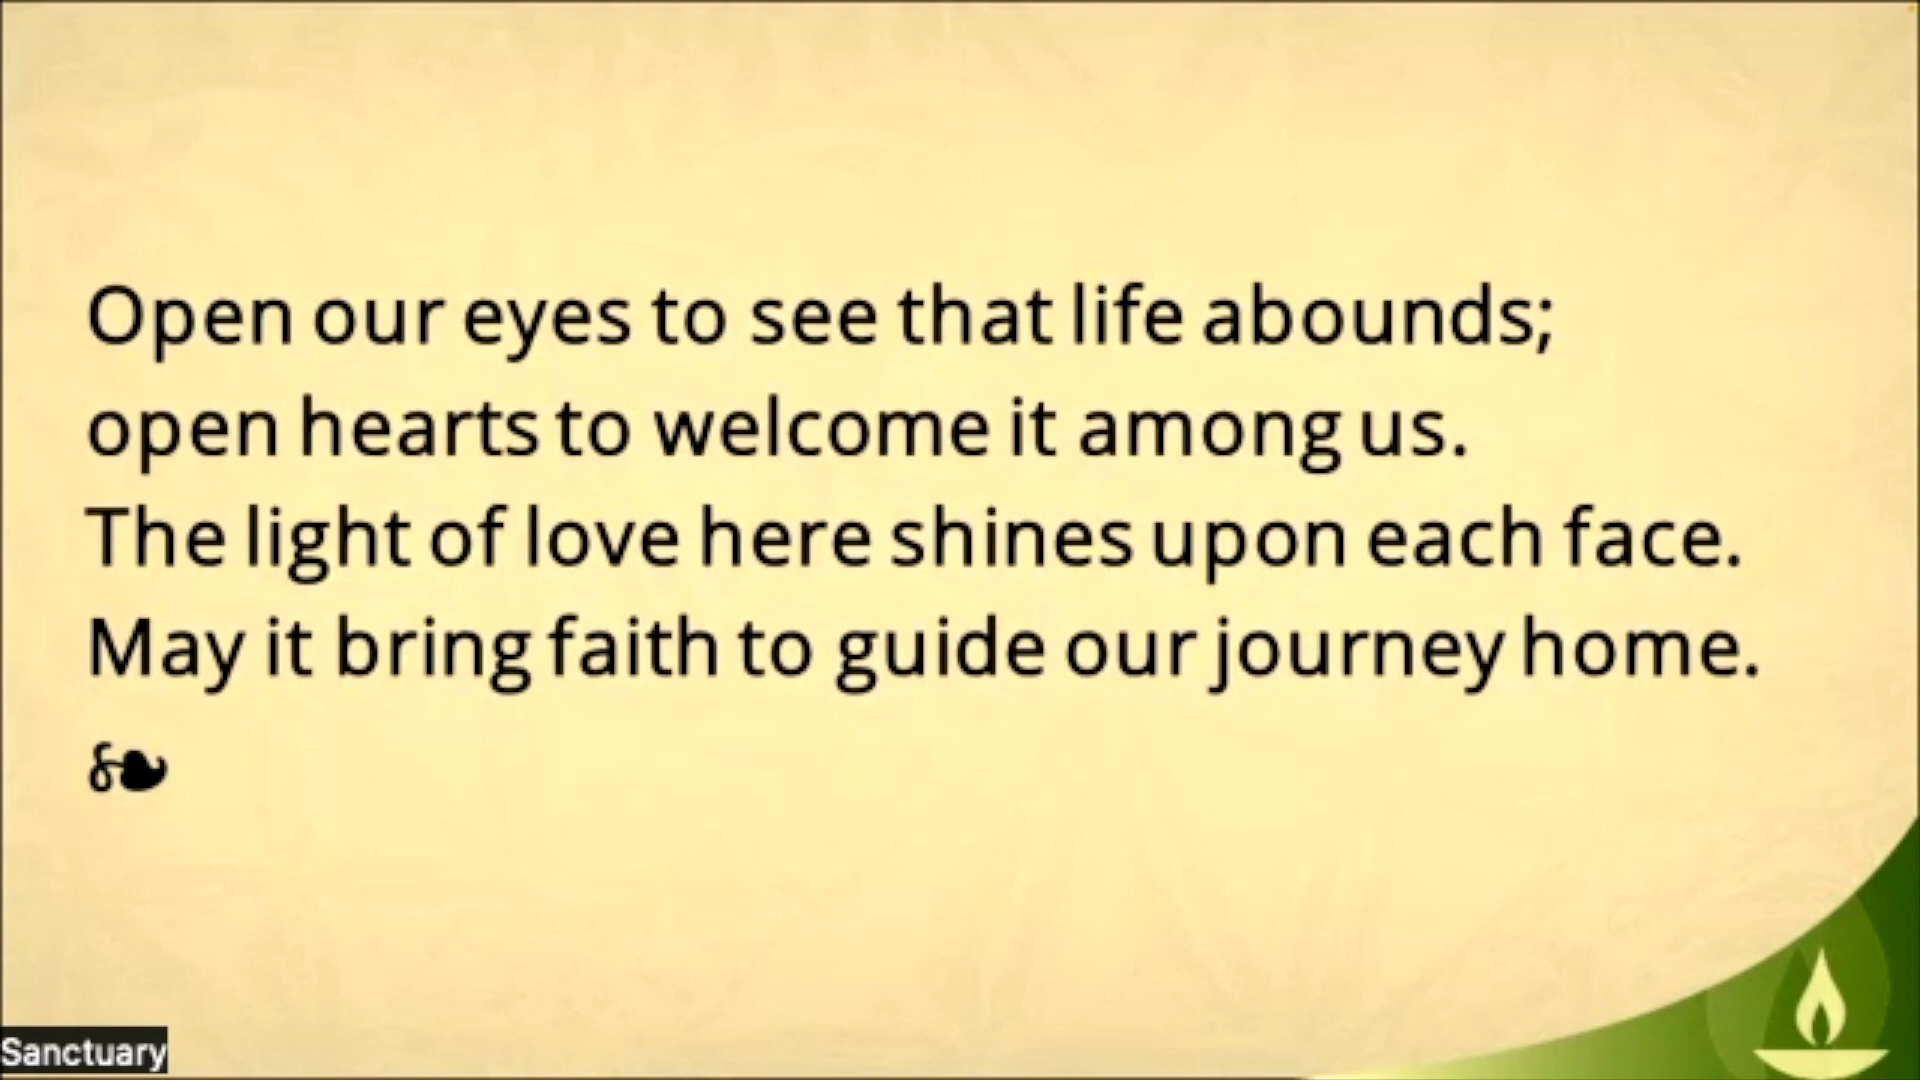 Open our eyes to see that life abounds;
open hearts to welcome it among us.
The light of love here shines upon each face.
May it bring faith to guide our journey home.
❧
Sanctuary